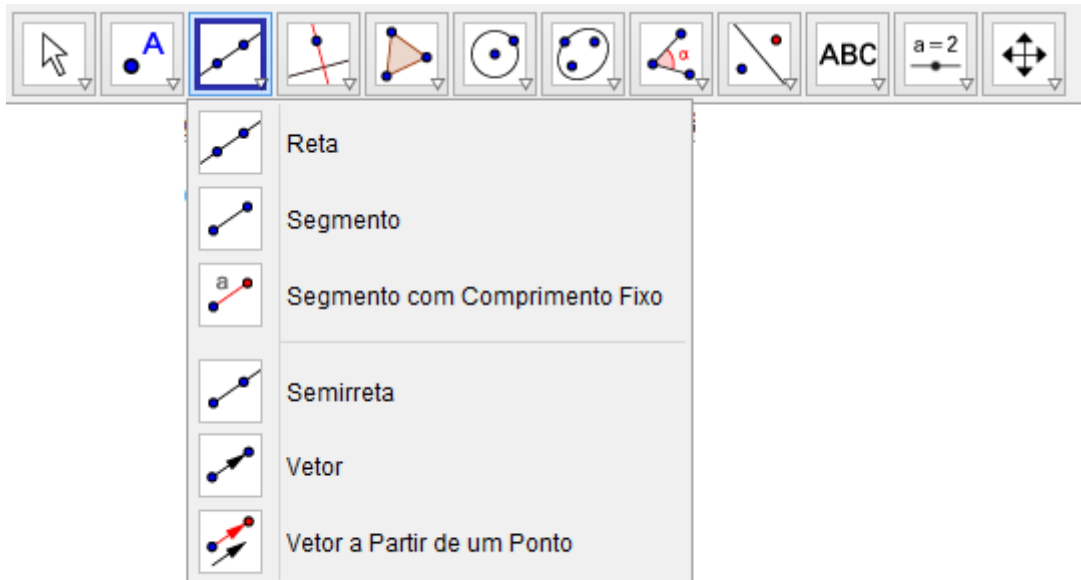 A
α
ABC
a=2
Reta
Segmento
a
Segmento com Comprimento Fixo
Semirreta
Vetor
Vetor a Partir de um Ponto